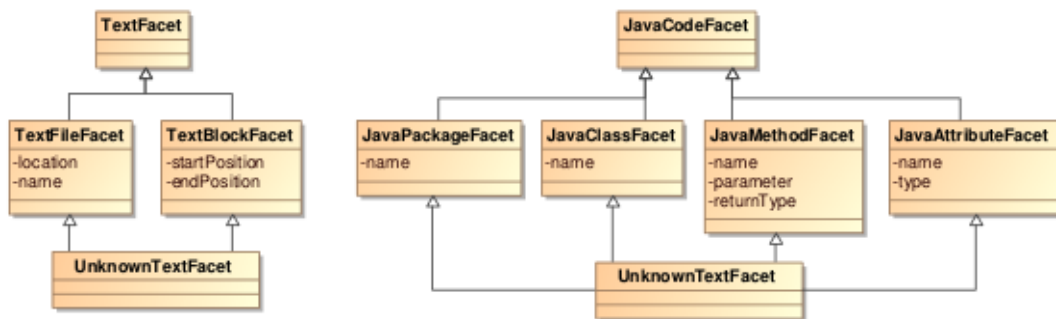 TextFacet
TextFileFacet
-location
-name
TextBlockFacet
-startPosition
-endPosition
UnknownTextFacet
JavaCodeFacet
JavaPackageFacet
-name
JavaClassFacet
-name
JavaMethodFacet
-name
-parameter
-returnType
JavaAttributeFacet
-name
-type
UnknownTextFacet